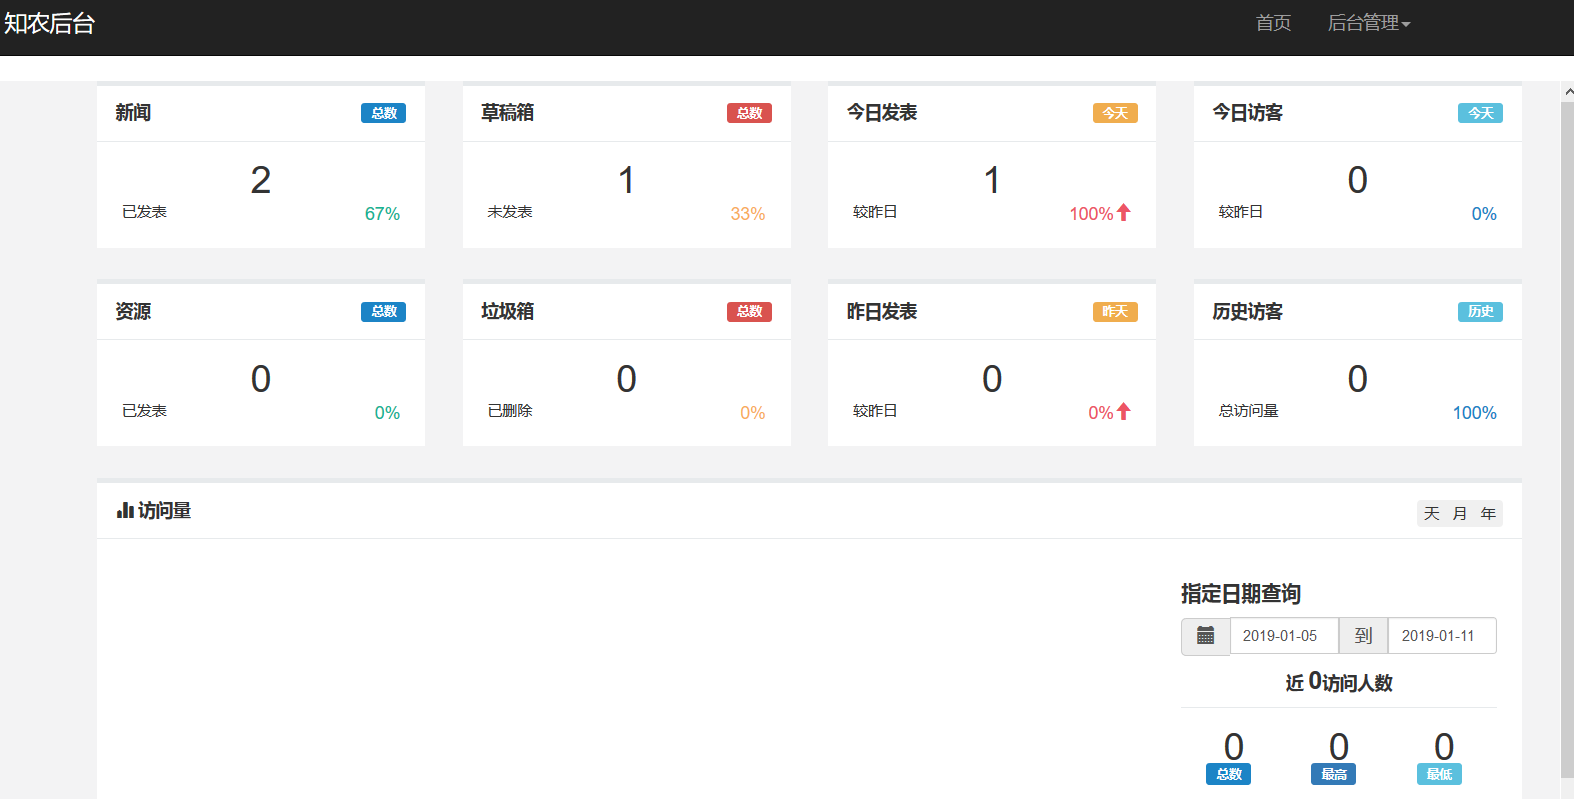 知农后台
首页
后台管理
新闻 总数
2
已发表 67%
草稿箱 总数
1
未发表 33%
今日发表 今天
1
较昨日 100%
今日访客 今天
0
较昨日 0%
资源 总数
0
已发表 0%
垃圾箱 总数
0
已删除 0%
昨日发表 昨天
0
较昨日 0%
历史访客 历史
0
总访问量 100%
访问量
天 月 年
指定日期查询
2019-01-05 到 2019-01-11
近 0访问人数
0 0 0
总数 最高 最低